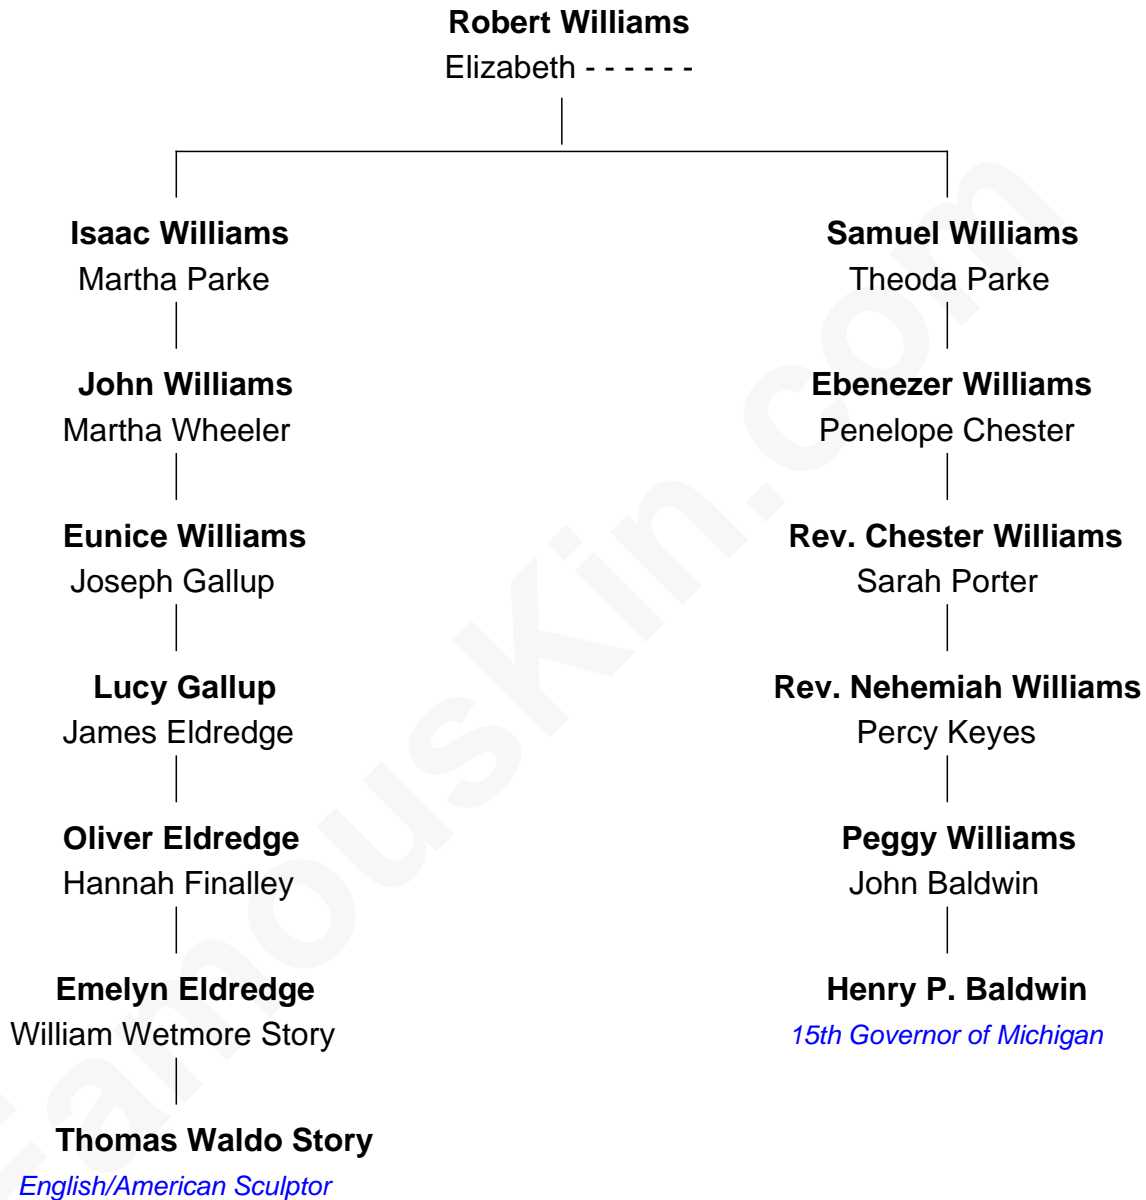 Robert Williams
Elizabeth - - - - - -
Isaac Williams
Martha Parke
Samuel Williams
Theoda Parke
John Williams
Martha Wheeler
Ebenezer Williams
Penelope Chester
Eunice Williams
Joseph Gallup
Rev. Chester Williams
Sarah Porter
Lucy Gallup
James Eldredge
Rev. Nehemiah Williams
Percy Keyes
Oliver Eldredge
Hannah Finalley
Peggy Williams
John Baldwin
Emelyn Eldredge
William Wetmore Story
Henry P. Baldwin
15th Governor of Michigan
Thomas Waldo Story
English/American Sculptor
FamousKin.com